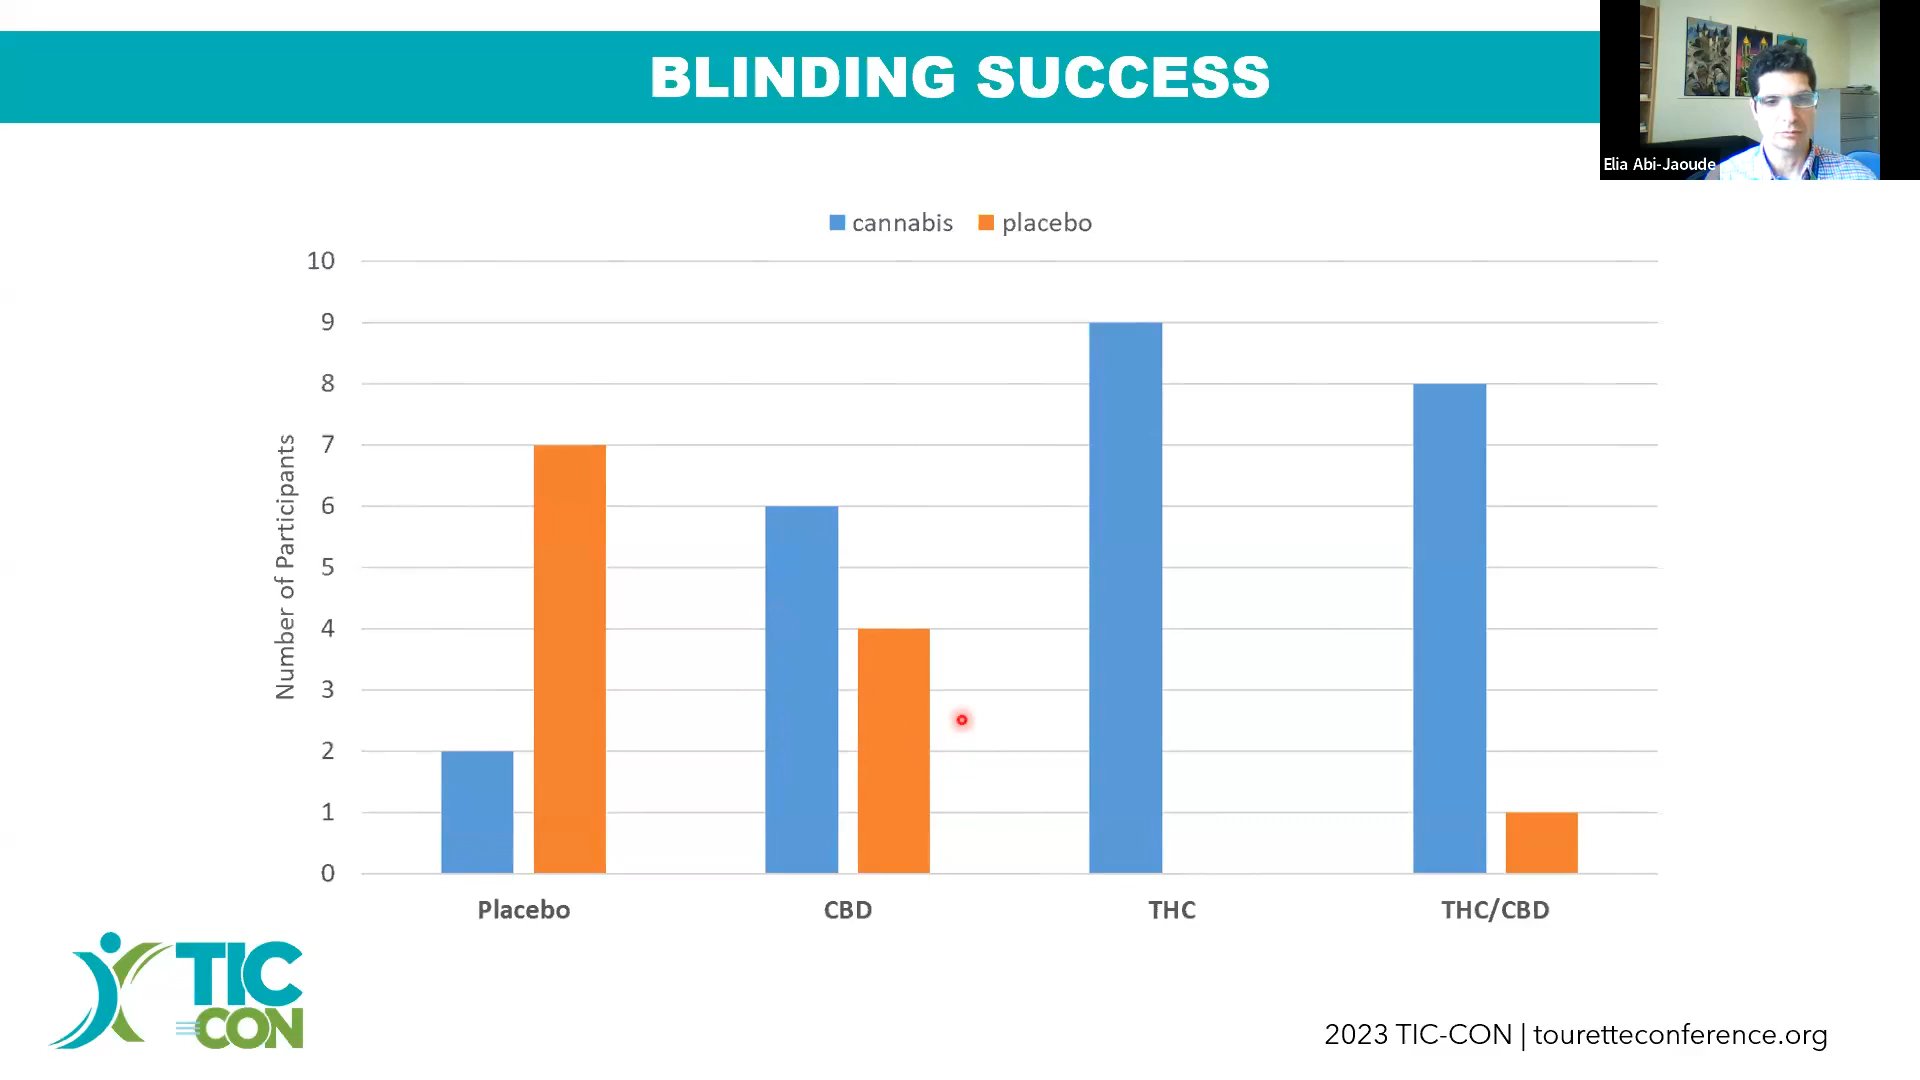 BLINDING SUCCESS
Elia Abi-Jaoude
cannabis placebo
10
9
8
7
6
5
4
3
2
1
0
Number of Participants
Placebo CBD THC THC/CBD
TIC
CON
2023 TIC-CON | touretteconference.org